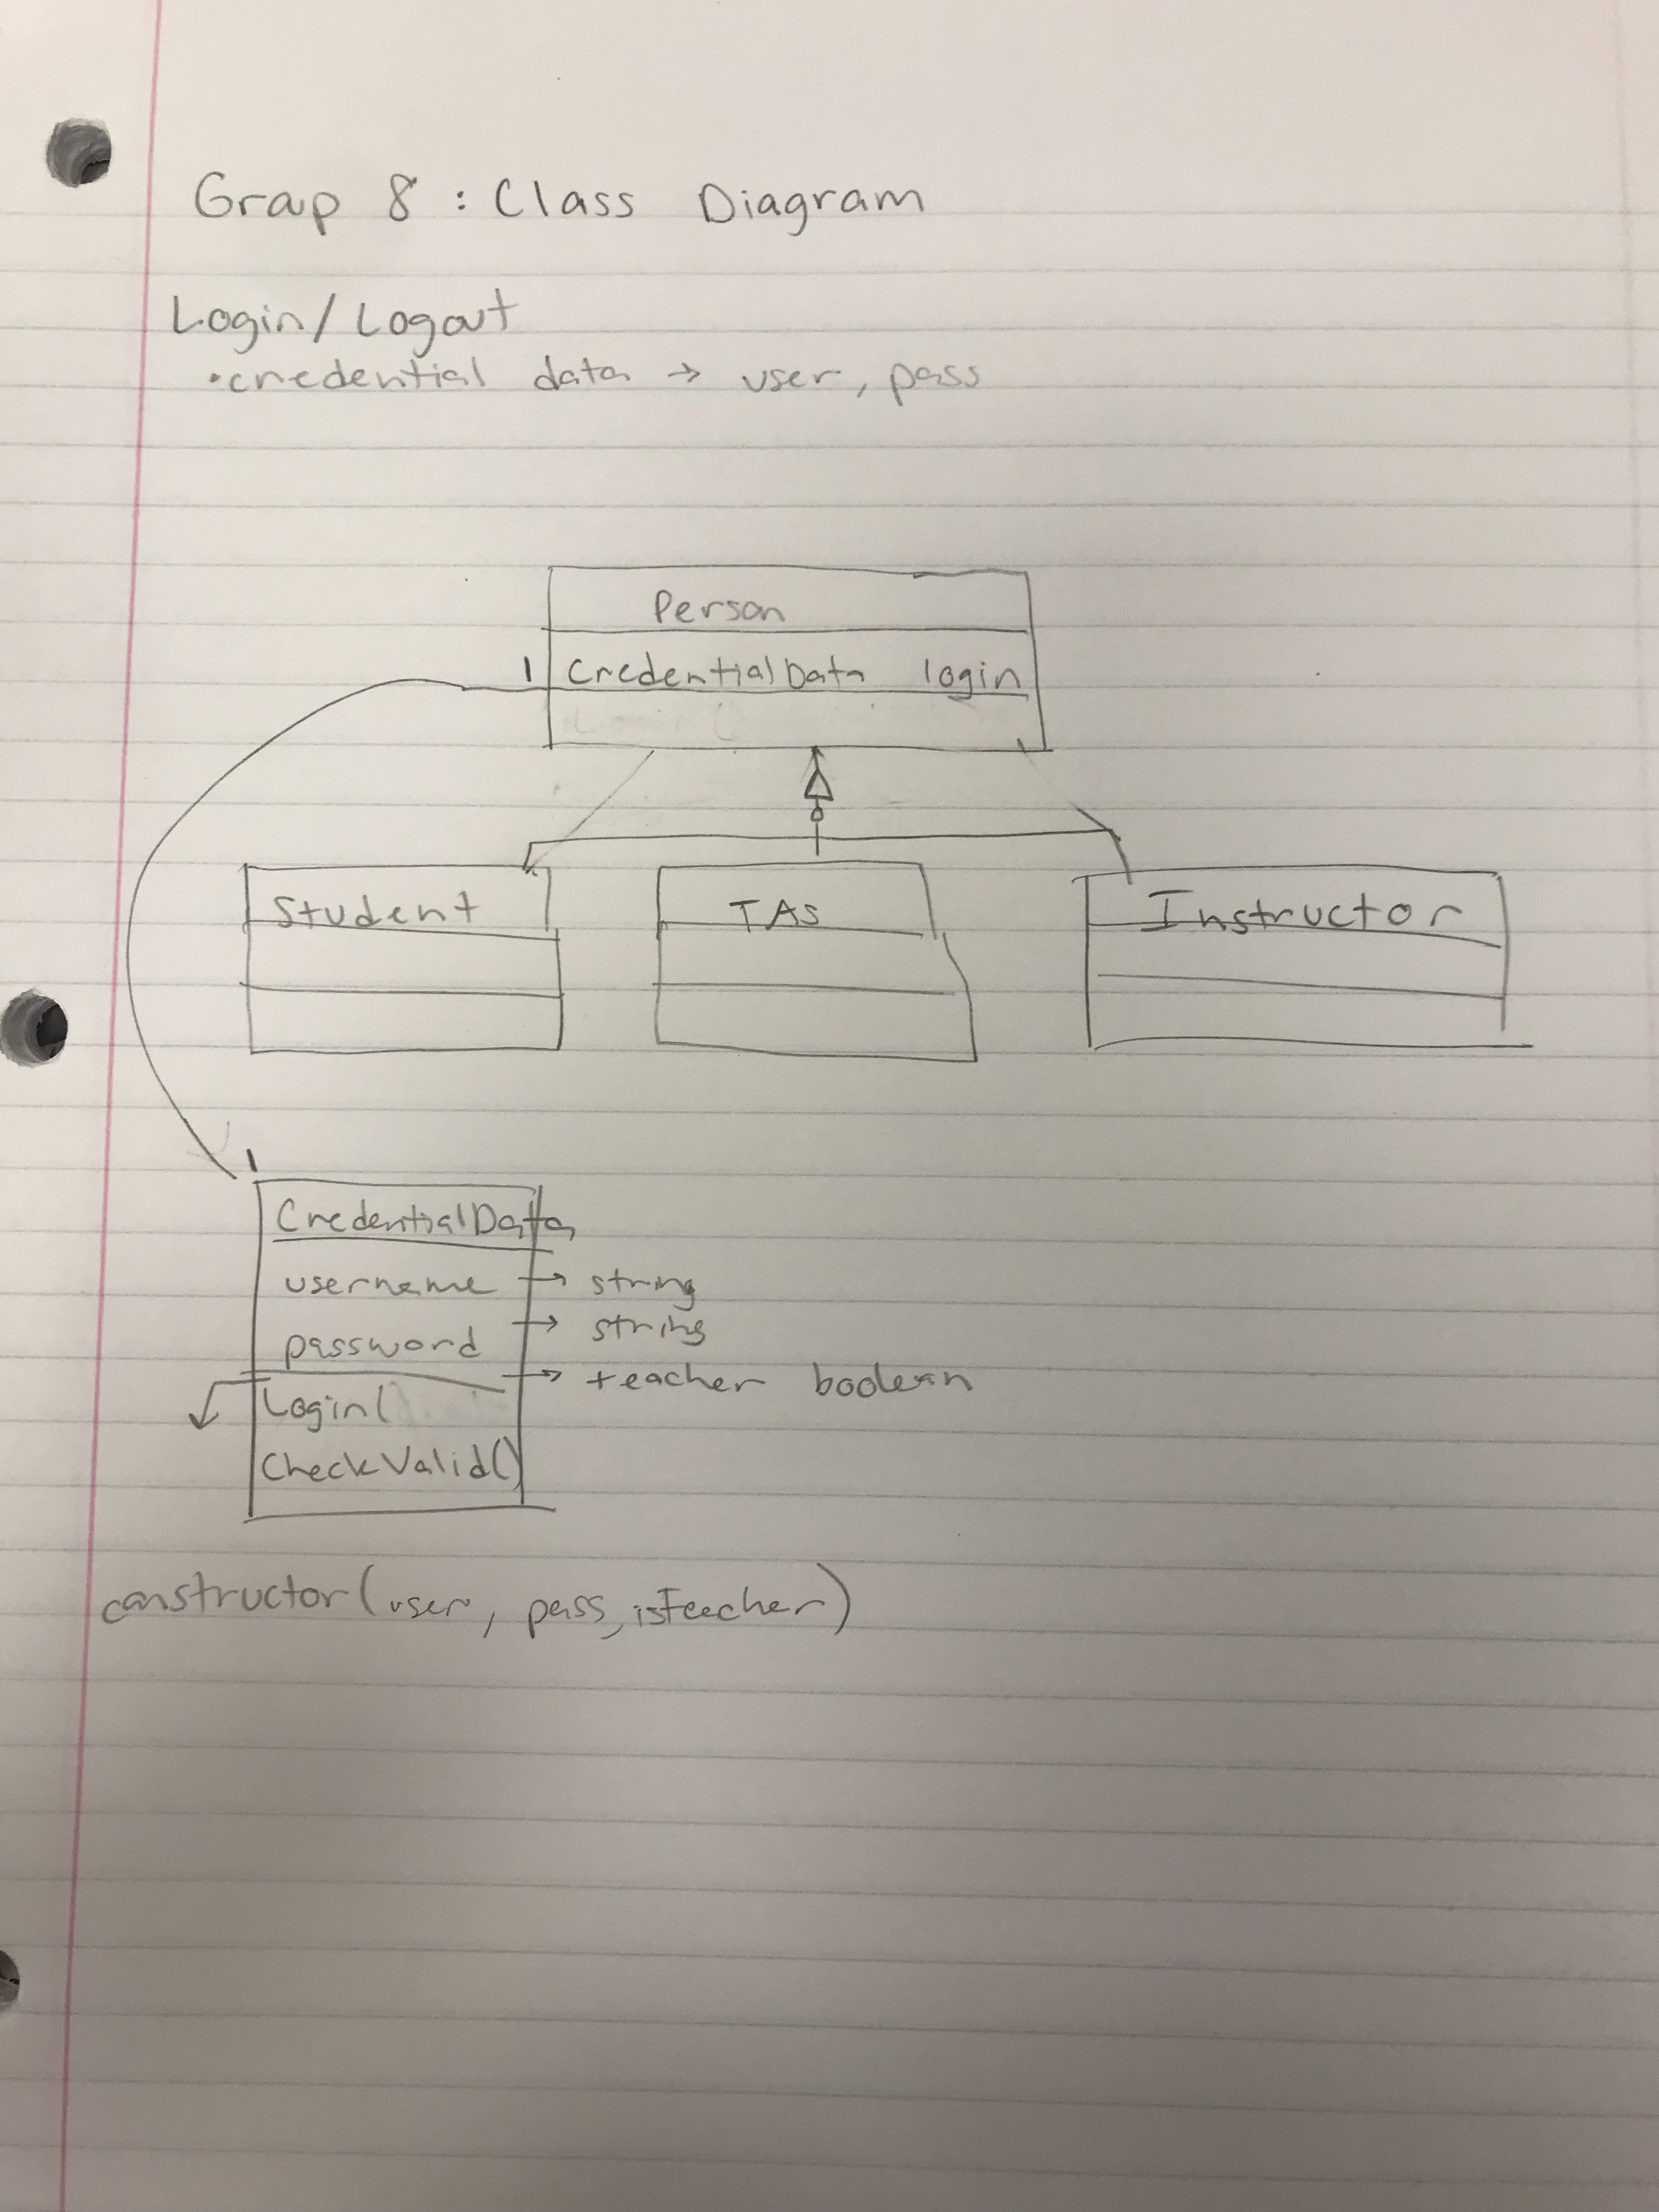 Group 8 : Class Diagram
Login/Logout
• credential data → user, pass
Person
1 CredentialData login
Student TAs Instructor
1
CredentialData
username → string
password → string
→ teacher boolean
Login(
CheckValid()
constructor(user, pass, isTeacher)